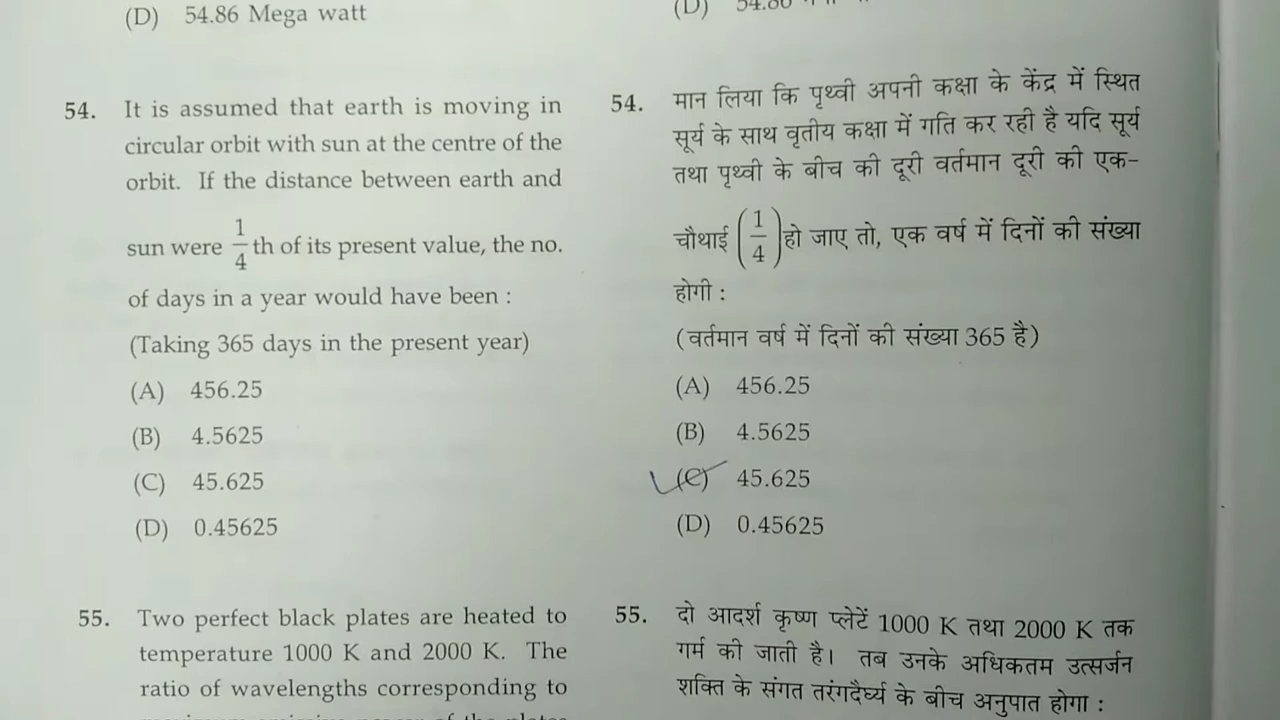 (D) 54.86 Mega watt
54. It is assumed that earth is moving in
circular orbit with sun at the centre of the
orbit. If the distance between earth and
sun were 1/4 th of its present value, the no.
of days in a year would have been :
(Taking 365 days in the present year)
(A) 456.25
(B) 4.5625
(C) 45.625
(D) 0.45625
55. Two perfect black plates are heated to
temperature 1000 K and 2000 K. The
ratio of wavelengths corresponding to
(D) 54.86
54. मान लिया कि पृथ्वी अपनी कक्षा के केंद्र में स्थित
सूर्य के साथ वृतीय कक्षा में गति कर रही है यदि सूर्य
तथा पृथ्वी के बीच की दूरी वर्तमान दूरी की एक-
चौथाई (1/4) हो जाए तो, एक वर्ष में दिनों की संख्या
होगी :
(वर्तमान वर्ष में दिनों की संख्या 365 है)
(A) 456.25
(B) 4.5625
(C) 45.625
(D) 0.45625
55. दो आदर्श कृष्ण प्लेटें 1000 K तथा 2000 K तक
गर्म की जाती है। तब उनके अधिकतम उत्सर्जन
शक्ति के संगत तरंगदैर्घ्य के बीच अनुपात होगा :